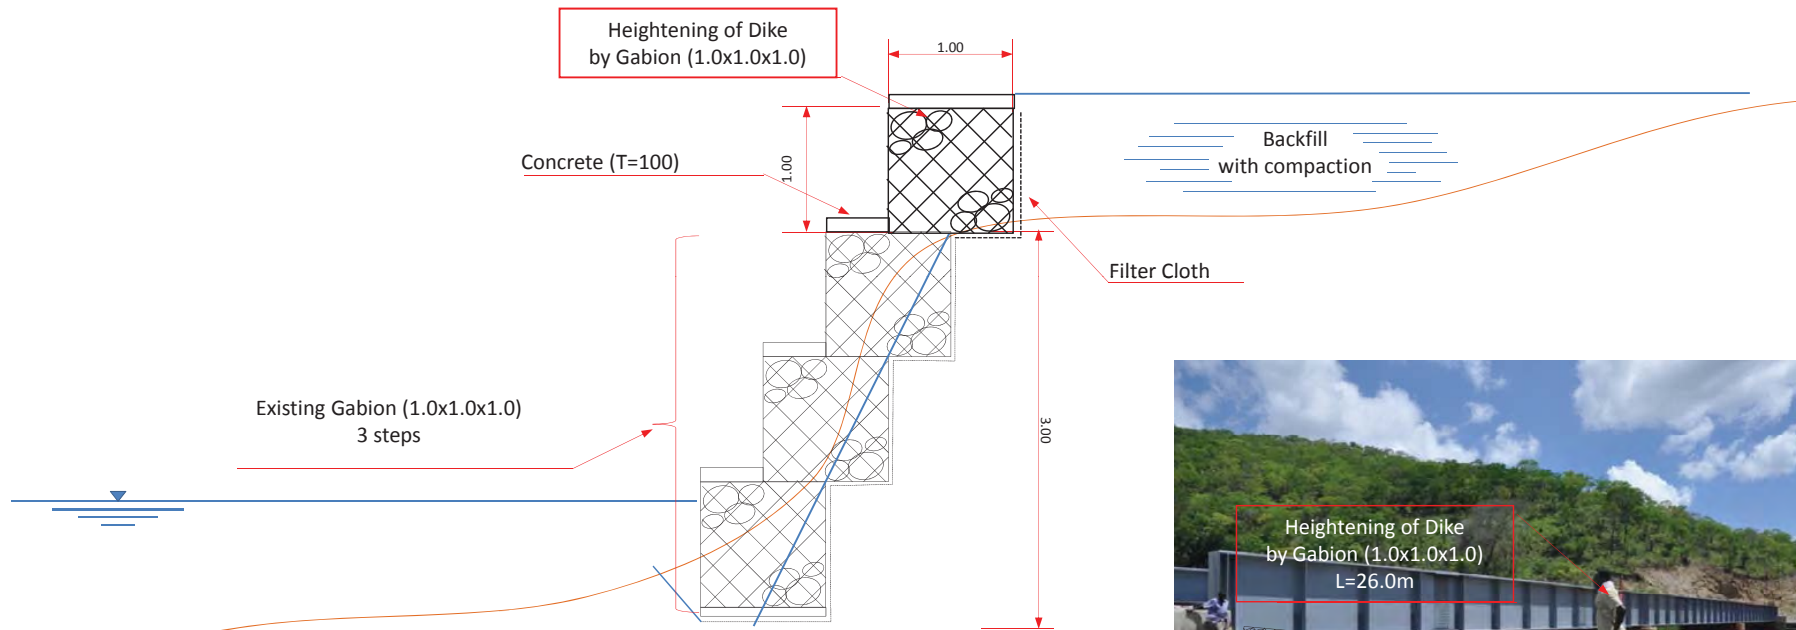 Heightening of Dike
by Gabion (1.0x1.0x1.0)
1.00
Concrete (T=100)
1.00
Backfill
with compaction
Filter Cloth
Existing Gabion (1.0x1.0x1.0)
3 steps
3.00
Heightening of Dike
by Gabion (1.0x1.0x1.0)
L=26.0m